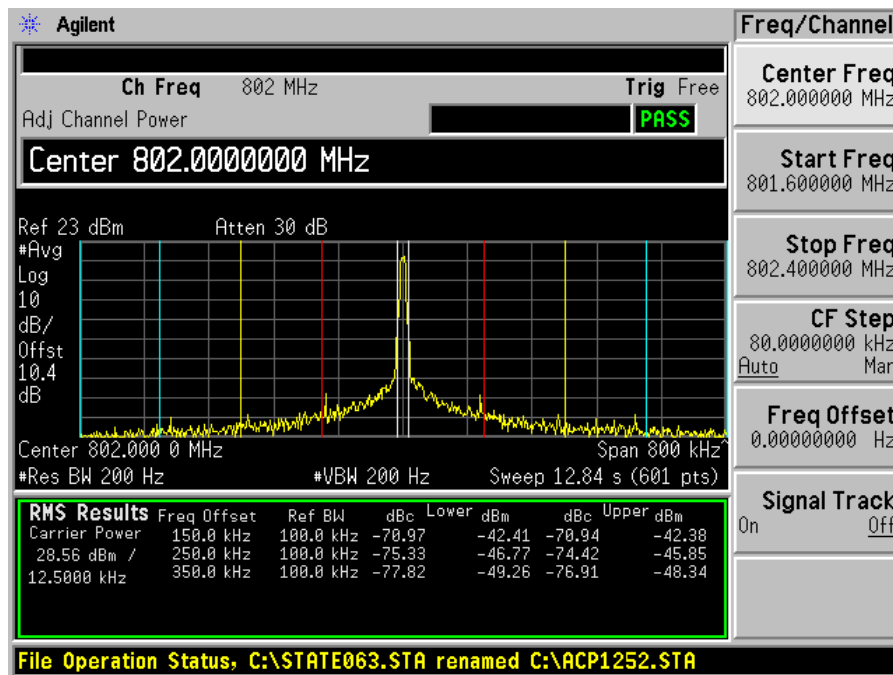 Agilent
Freq/Channel
Ch Freq 802 MHz Trig Free
Adj Channel Power PASS
Center 802.0000000 MHz
Ref 23 dBm Atten 30 dB
#Avg
Log
10
dB/
Offst
10.4
dB
Center 802.000 0 MHz Span 800 kHz^
#Res BW 200 Hz #VBW 200 Hz Sweep 12.84 s (601 pts)
RMS Results Freq Offset Ref BW dBc Lower dBm dBc Upper dBm
Carrier Power 150.0 kHz 100.0 kHz -70.97 -42.41 -70.94 -42.38
28.56 dBm / 250.0 kHz 100.0 kHz -75.33 -46.77 -74.42 -45.85
12.5000 kHz 350.0 kHz 100.0 kHz -77.82 -49.26 -76.91 -48.34
File Operation Status, C:\STATE063.STA renamed C:\ACP1252.STA
Center Freq
802.000000 MHz
Start Freq
801.600000 MHz
Stop Freq
802.400000 MHz
CF Step
80.0000000 kHz
Auto Man
Freq Offset
0.00000000 Hz
Signal Track
On Off